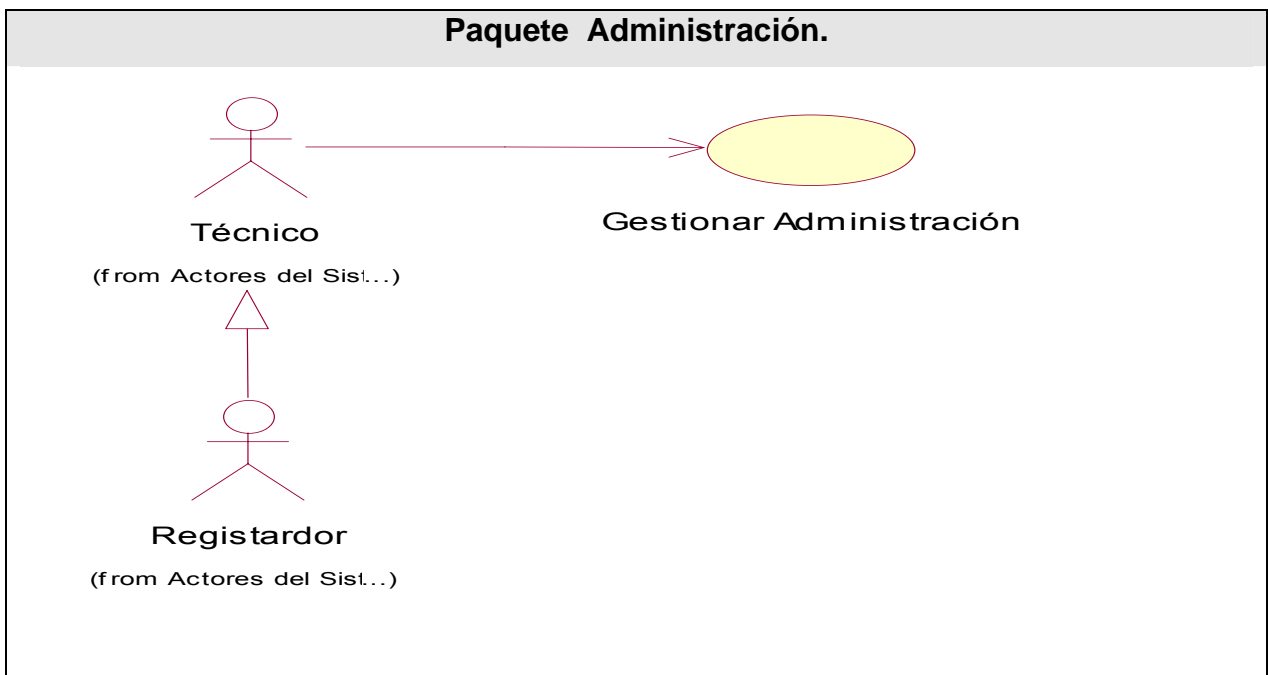 Paquete Administración.
Técnico
(from Actores del Sist...)
Gestionar Administración
Registardor
(from Actores del Sist...)